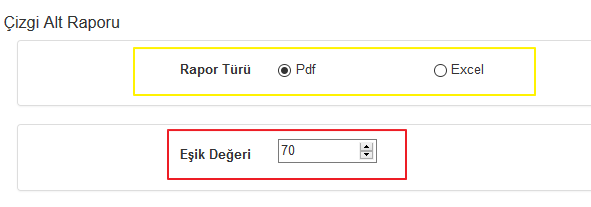 Çizgi Alt Raporu
Rapor Türü Pdf Excel
Eşik Değeri 70